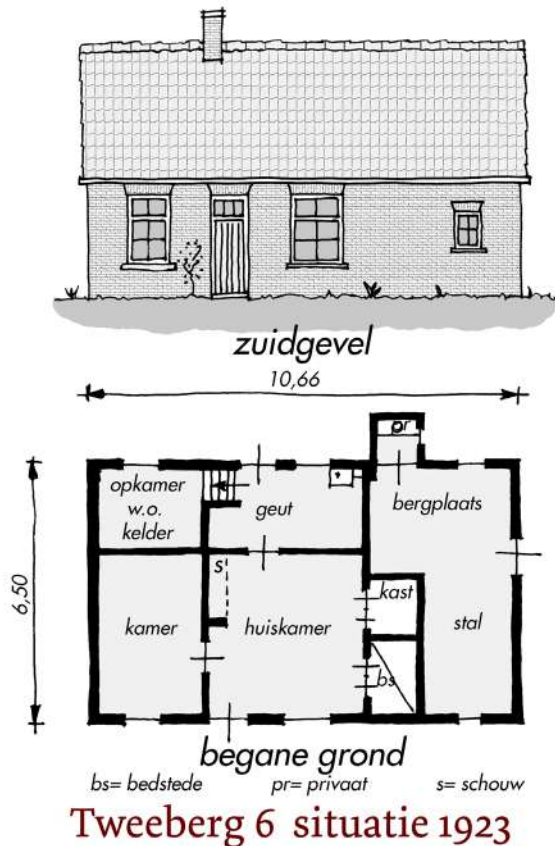 zuidgevel
10,66
pr
opkamer
w.o.
kelder
geut
bergplaats
6,50
s
kast
kamer
huiskamer
stal
bs
begane grond
bs= bedstede pr= privaat s= schouw
Tweeberg 6 situatie 1923